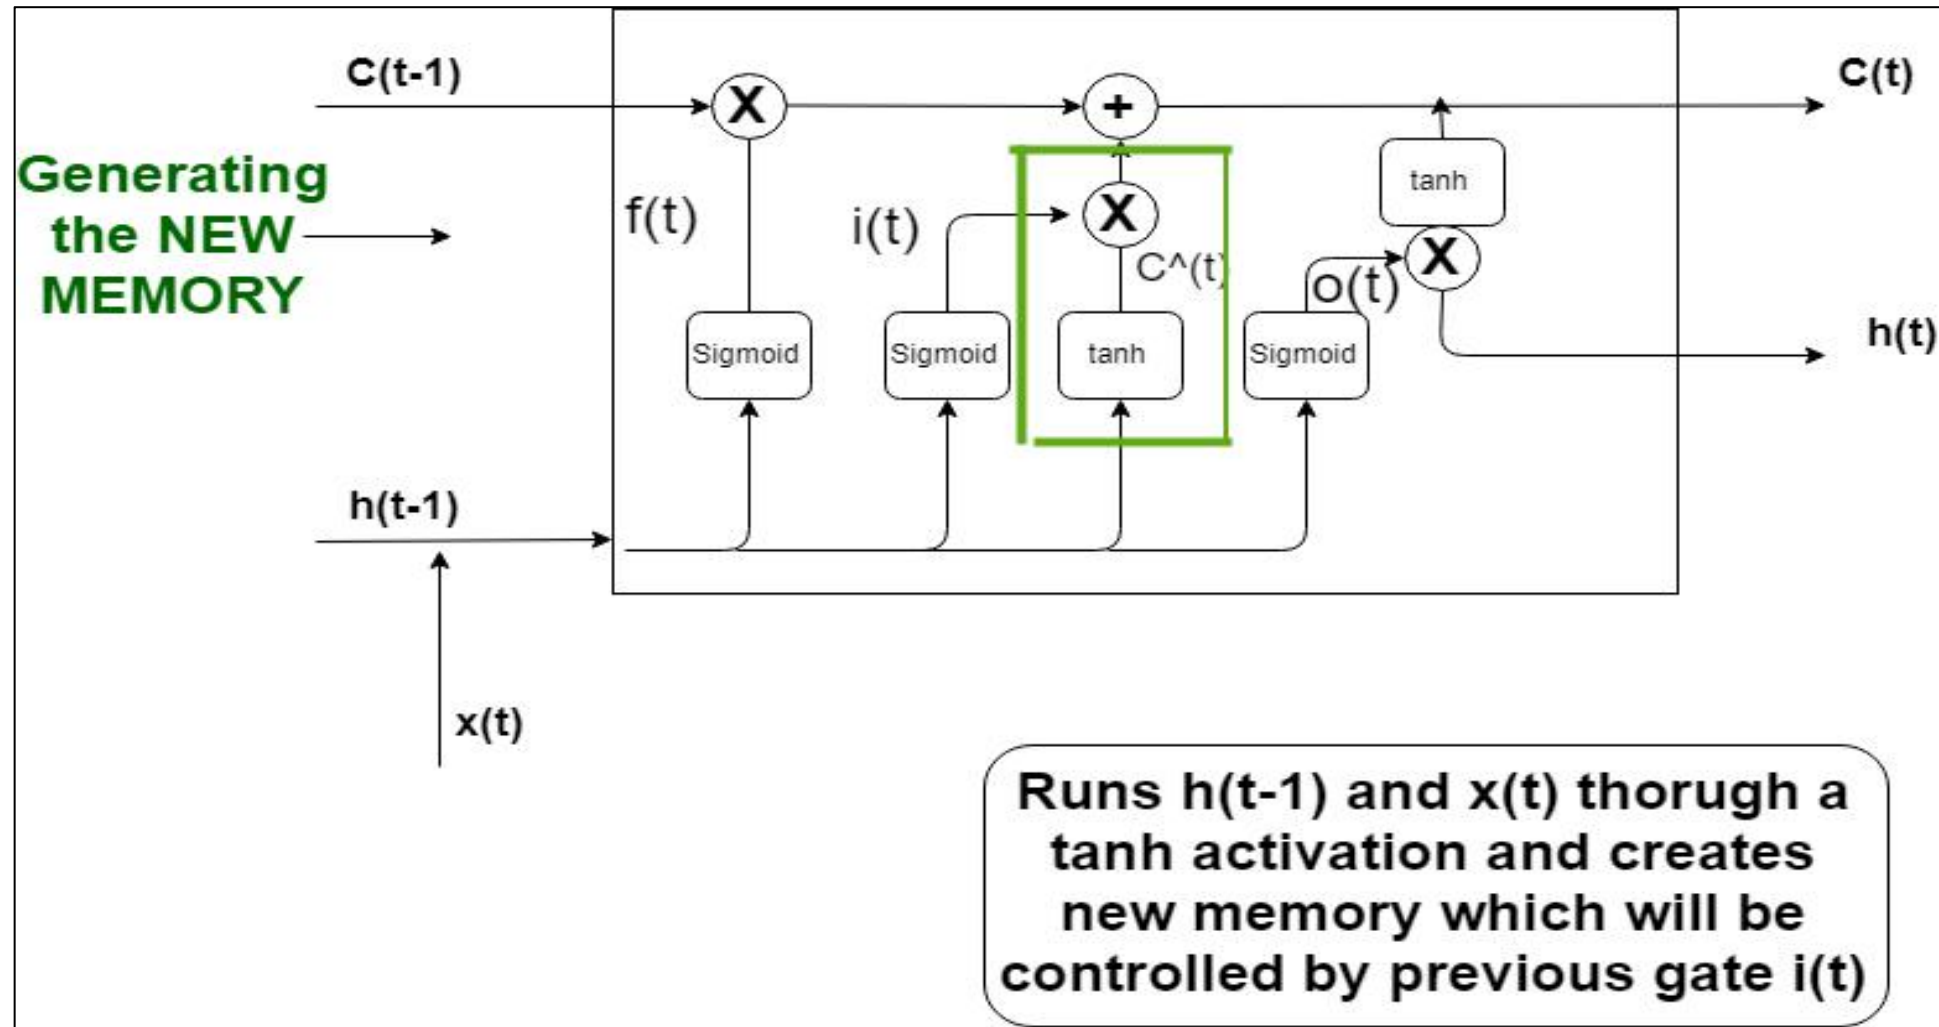 C(t-1)
X
+
C(t)
Generating
the NEW
MEMORY
f(t)
i(t)
X
C^(t)
tanh
o(t)
X
h(t)
Sigmoid
Sigmoid
tanh
Sigmoid
h(t-1)
x(t)
Runs h(t-1) and x(t) thorugh a
tanh activation and creates
new memory which will be
controlled by previous gate i(t)